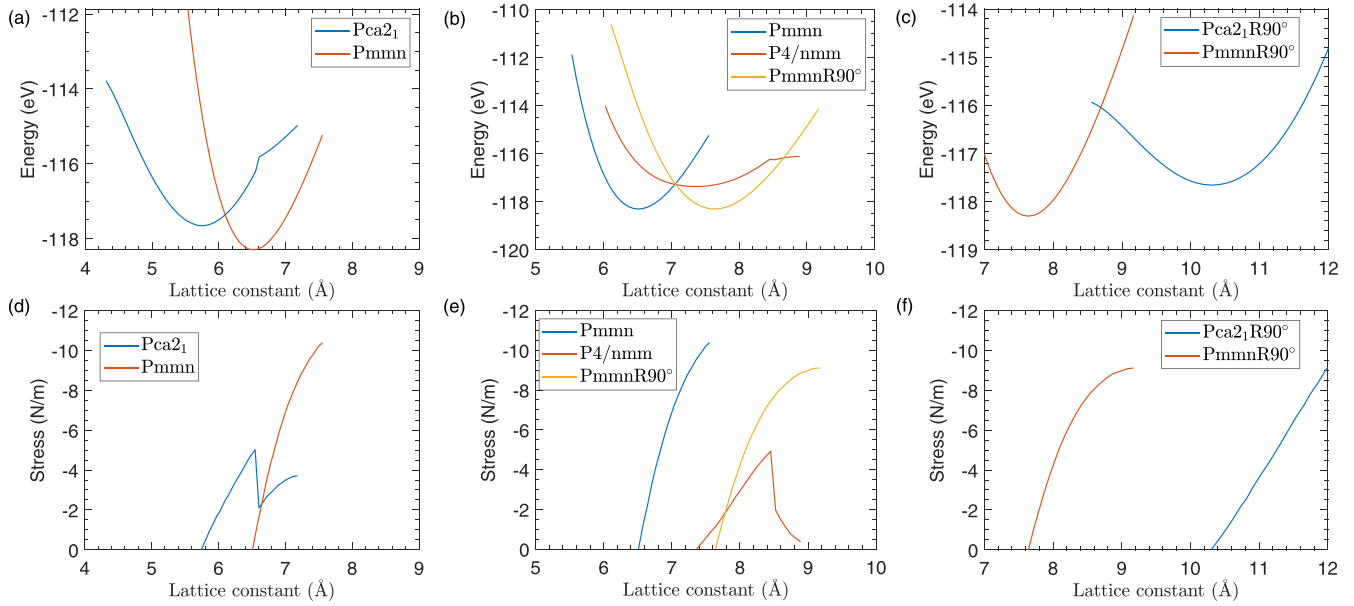 (a)
-112
-114
-116
-118
Energy (eV)
4 5 6 7 8 9
Lattice constant (Å)
Pca2₁
Pmmn
(b)
-110
-112
-114
-116
-118
-120
Energy (eV)
5 6 7 8 9 10
Lattice constant (Å)
Pmmn
P4/nmm
PmmnR90°
(c)
-114
-115
-116
-117
-118
-119
Energy (eV)
7 8 9 10 11 12
Lattice constant (Å)
Pca2₁R90°
PmmnR90°
(d)
-12
-10
-8
-6
-4
-2
0
Stress (N/m)
4 5 6 7 8 9
Lattice constant (Å)
Pca2₁
Pmmn
(e)
-12
-10
-8
-6
-4
-2
0
Stress (N/m)
5 6 7 8 9 10
Lattice constant (Å)
Pmmn
P4/nmm
PmmnR90°
(f)
-12
-10
-8
-6
-4
-2
0
Stress (N/m)
7 8 9 10 11 12
Lattice constant (Å)
Pca2₁R90°
PmmnR90°